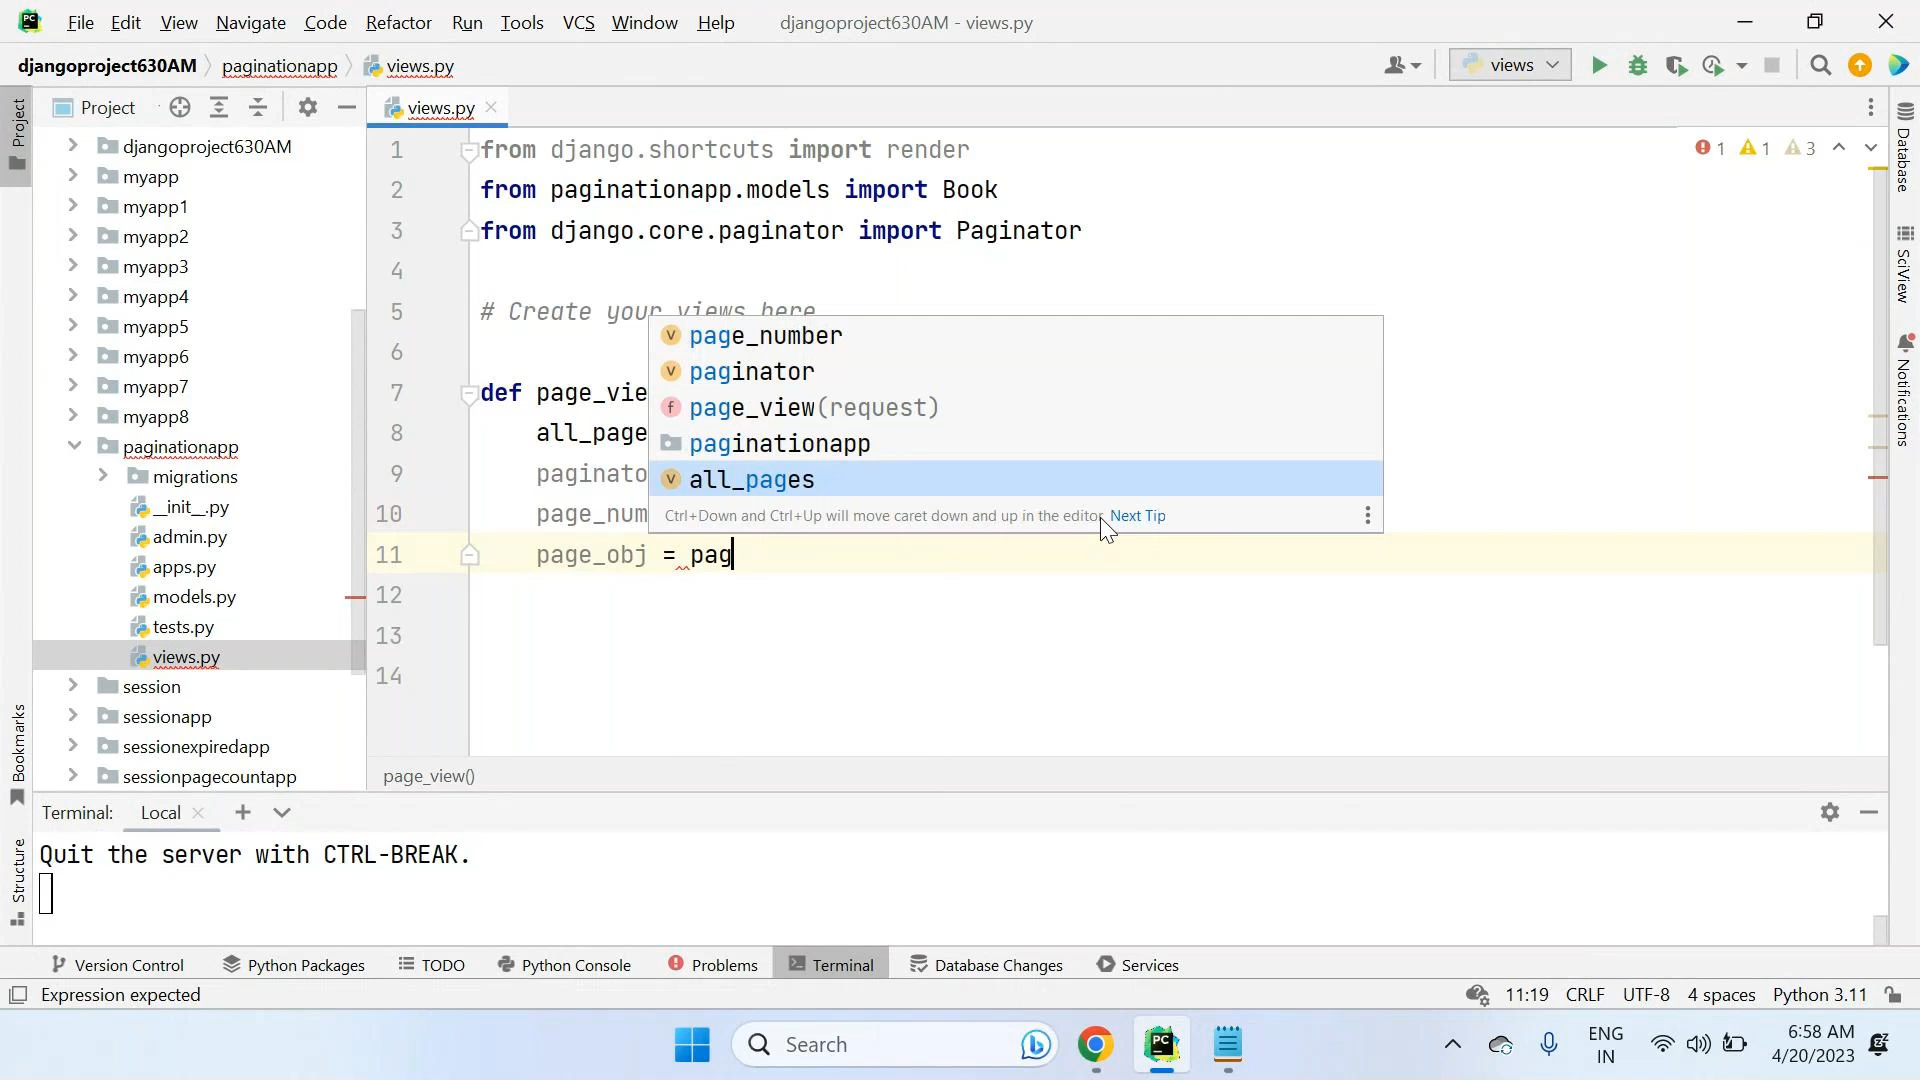 PC File Edit View Navigate Code Refactor Run Tools VCS Window Help djangoproject630AM - views.py
djangoproject630AM paginationapp views.py views
Project views.py
Project
djangoproject630AM
myapp
myapp1
myapp2
myapp3
myapp4
myapp5
myapp6
myapp7
myapp8
paginationapp
migrations
__init__.py
admin.py
apps.py
models.py
tests.py
views.py
session
sessionapp
sessionexpiredapp
sessionpagecountapp
1 from django.shortcuts import render
2 from paginationapp.models import Book
3 from django.core.paginator import Paginator
4
5 # Create your views here
6
7 def page_vie
8 all_page
9 paginato
10 page_num
11 page_obj = pag
12
13
14
1 1 3
v page_number
v paginator
f page_view(request)
paginationapp
v all_pages
Ctrl+Down and Ctrl+Up will move caret down and up in the editor Next Tip
page_view()
Database
SciView
Notifications
Bookmarks
Structure
Terminal: Local
Quit the server with CTRL-BREAK.
Version Control Python Packages TODO Python Console Problems Terminal Database Changes Services
Expression expected 11:19 CRLF UTF-8 4 spaces Python 3.11
Search PC ENG 6:58 AM
IN 4/20/2023